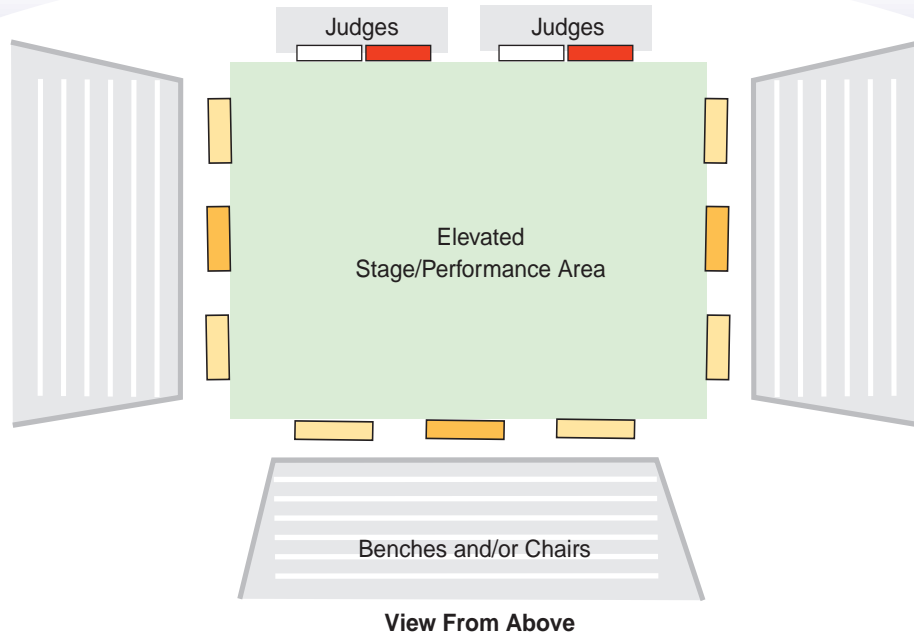 Judges
Judges
Elevated
Stage/Performance Area
Benches and/or Chairs
View From Above